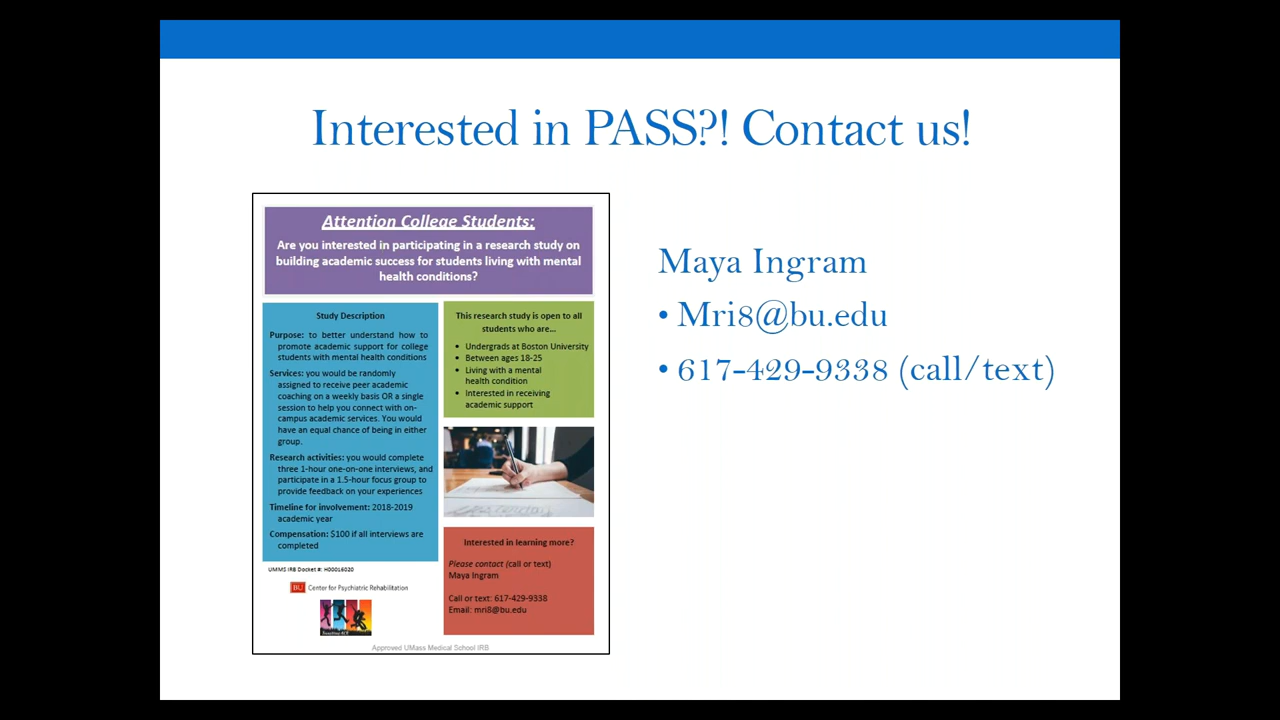 Interested in PASS?! Contact us!
Attention College Students:
Are you interested in participating in a research study on
building academic success for students living with mental
health conditions?
Study Description
Purpose: to better understand how to
promote academic support for college
students with mental health conditions
Services: you would be randomly
assigned to receive peer academic
coaching on a weekly basis OR a single
session to help you connect with on-
campus academic services. You would
have an equal chance of being in either
group.
Research activities: you would complete
three 1-hour one-on-one interviews, and
participate in a 1.5-hour focus group to
provide feedback on your experiences
Timeline for involvement: 2018-2019
academic year
Compensation: $100 if all interviews are
completed
UMMS IRB Docket #: H00016020
BU Center for Psychiatric Rehabilitation
This research study is open to all
students who are...
• Undergrads at Boston University
• Between ages 18-25
• Living with a mental
health condition
• Interested in receiving
academic support
Interested in learning more?
Please contact (call or text)
Maya Ingram
Call or text: 617-429-9338
Email: mri8@bu.edu
Approved UMass Medical School IRB
Maya Ingram
• Mri8@bu.edu
• 617-429-9338 (call/text)